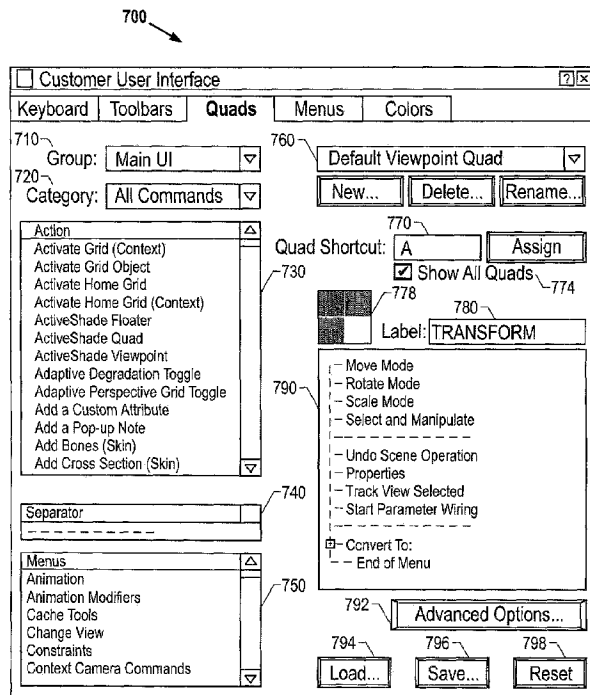 700
Customer User Interface ? x
Keyboard Toolbars Quads Menus Colors
710
Group: Main UI
720
Category: All Commands
760
Default Viewpoint Quad
New... Delete... Rename...
Action
Activate Grid (Context)
Activate Grid Object
Activate Home Grid
Activate Home Grid (Context)
ActiveShade Floater
ActiveShade Quad
ActiveShade Viewpoint
Adaptive Degradation Toggle
Adaptive Perspective Grid Toggle
Add a Custom Attribute
Add a Pop-up Note
Add Bones (Skin)
Add Cross Section (Skin)
730
770
Quad Shortcut: A Assign
Show All Quads
774
778
780
Label: TRANSFORM
790
Move Mode
Rotate Mode
Scale Mode
Select and Manipulate
Undo Scene Operation
Properties
Track View Selected
Start Parameter Wiring
Convert To:
End of Menu
740
Separator
Menus
Animation
Animation Modifiers
Cache Tools
Change View
Constraints
Context Camera Commands
750
792
Advanced Options...
794 796 798
Load... Save... Reset